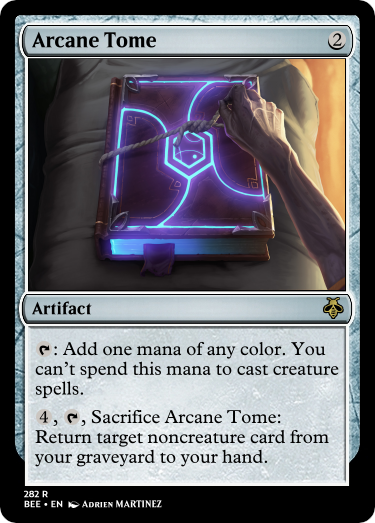 Arcane Tome 2
Artifact
: Add one mana of any color. You
can't spend this mana to cast creature
spells.
4, , Sacrifice Arcane Tome:
Return target noncreature card from
your graveyard to your hand.
282 R
BEE • EN Adrien MARTINEZ